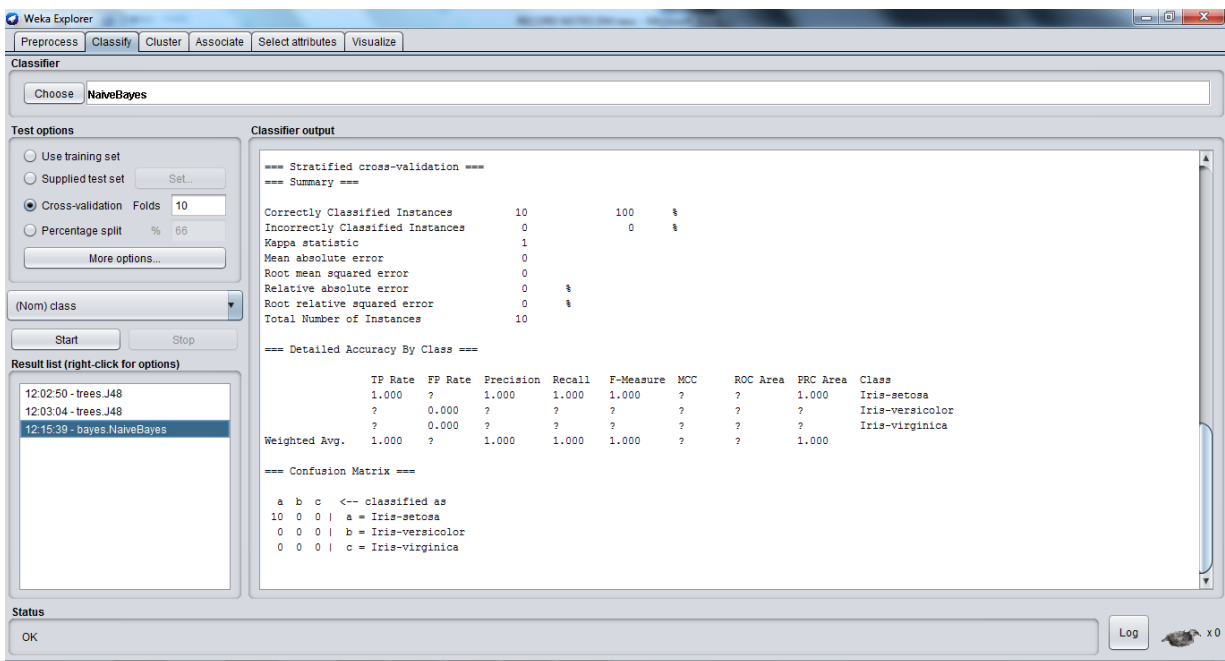 Weka Explorer
Preprocess Classify Cluster Associate Select attributes Visualize
Classifier
Choose NaiveBayes
Test options
Use training set
Supplied test set Set...
Cross-validation Folds 10
Percentage split % 66
More options...
(Nom) class
Start Stop
Result list (right-click for options)
12:02:50 - trees.J48
12:03:04 - trees.J48
12:15:39 - bayes.NaiveBayes
Classifier output
=== Stratified cross-validation ===
=== Summary ===
Correctly Classified Instances 10 100 %
Incorrectly Classified Instances 0 0 %
Kappa statistic 1
Mean absolute error 0
Root mean squared error 0
Relative absolute error 0 %
Root relative squared error 0 %
Total Number of Instances 10
=== Detailed Accuracy By Class ===
TP Rate FP Rate Precision Recall F-Measure MCC ROC Area PRC Area Class
1.000 ? 1.000 1.000 1.000 ? ? 1.000 Iris-setosa
? 0.000 ? ? ? ? ? ? Iris-versicolor
? 0.000 ? ? ? ? ? ? Iris-virginica
Weighted Avg. 1.000 ? 1.000 1.000 1.000 ? ? 1.000
=== Confusion Matrix ===
a b c <-- classified as
10 0 0 | a = Iris-setosa
0 0 0 | b = Iris-versicolor
0 0 0 | c = Iris-virginica
Status
OK
Log
x 0